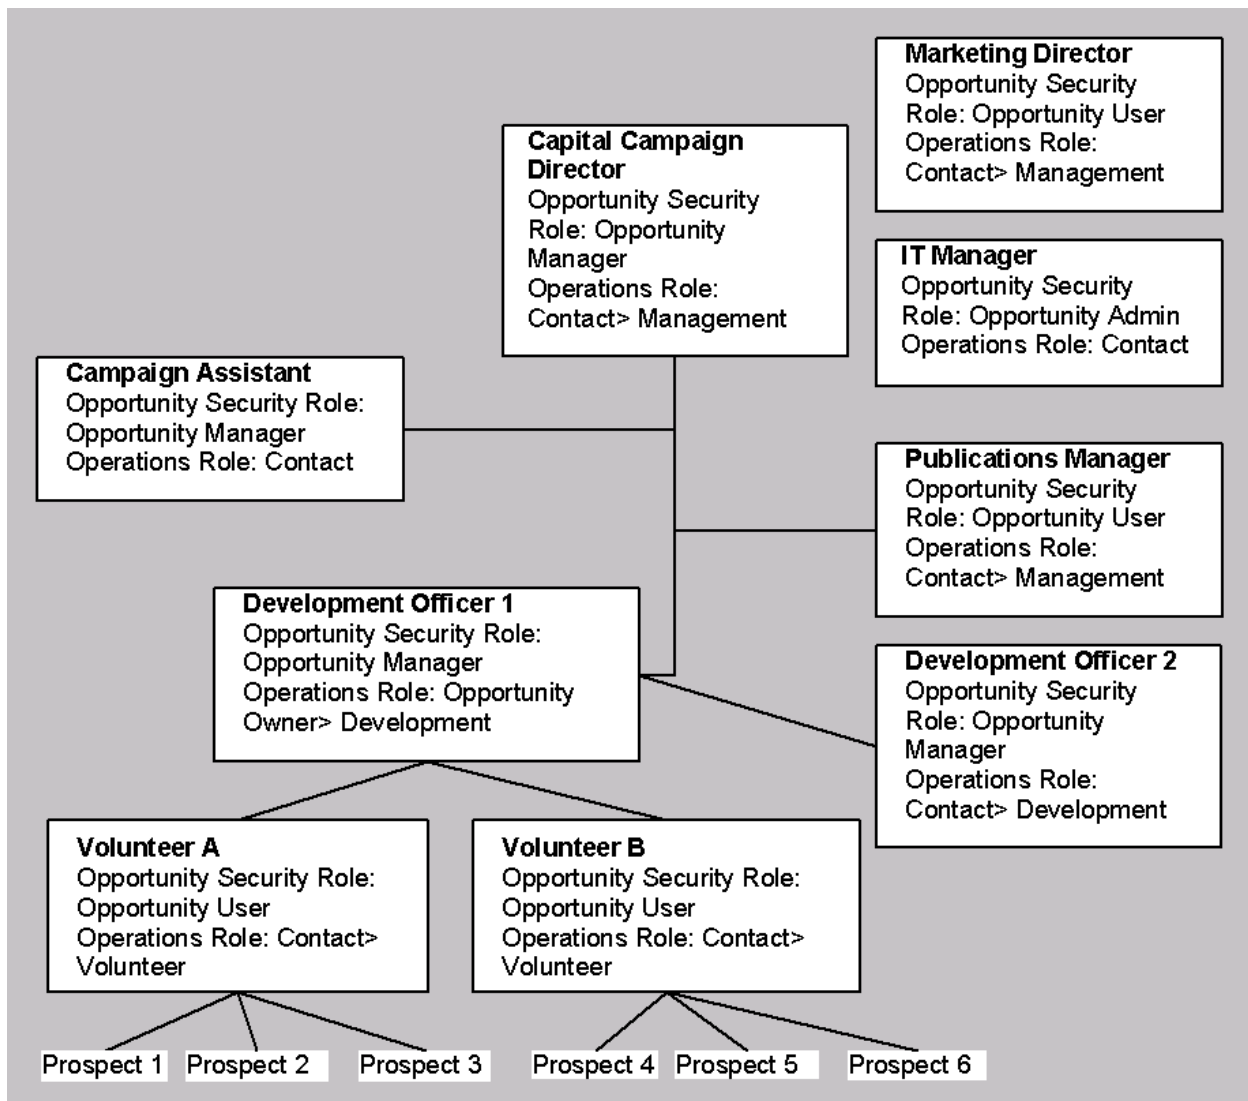 Marketing Director
Opportunity Security
Role: Opportunity User
Operations Role:
Contact> Management
Capital Campaign
Director
Opportunity Security
Role: Opportunity
Manager
Operations Role:
Contact> Management
IT Manager
Opportunity Security
Role: Opportunity Admin
Operations Role: Contact
Campaign Assistant
Opportunity Security Role:
Opportunity Manager
Operations Role: Contact
Publications Manager
Opportunity Security
Role: Opportunity User
Operations Role:
Contact> Management
Development Officer 1
Opportunity Security Role:
Opportunity Manager
Operations Role: Opportunity
Owner> Development
Development Officer 2
Opportunity Security
Role: Opportunity
Manager
Operations Role:
Contact> Development
Volunteer A
Opportunity Security Role:
Opportunity User
Operations Role: Contact>
Volunteer
Volunteer B
Opportunity Security Role:
Opportunity User
Operations Role: Contact>
Volunteer
Prospect 1
Prospect 2
Prospect 3
Prospect 4
Prospect 5
Prospect 6